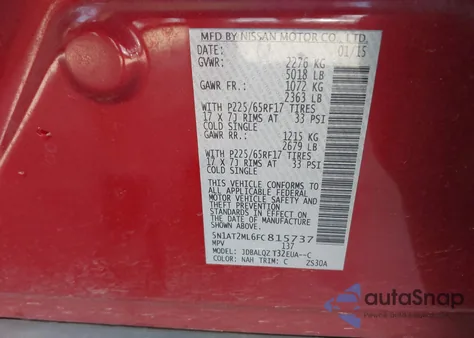 MFD BY NISSAN MOTOR CO., LTD.
DATE: 01/15
GVWR: 2276 KG
5018 LB
GAWR FR.: 1072 KG
2363 LB
WITH P225/65RF17 TIRES
17 X 7J RIMS AT 33 PSI
COLD SINGLE
GAWR RR.: 1215 KG
2679 LB
WITH P225/65RF17 TIRES
17 X 7J RIMS AT 33 PSI
COLD SINGLE
THIS VEHICLE CONFORMS TO ALL
APPLICABLE FEDERAL MOTOR
VEHICLE SAFETY STANDARDS
IN EFFECT ON THE DATE OF
MANUFACTURE SHOWN ABOVE.
5N1AT2ML6FC815737
MPV 137
MODEL: JDBALQZ T32EUA--C
COLOR: NAH TRIM: C ZS30A
autoSnap